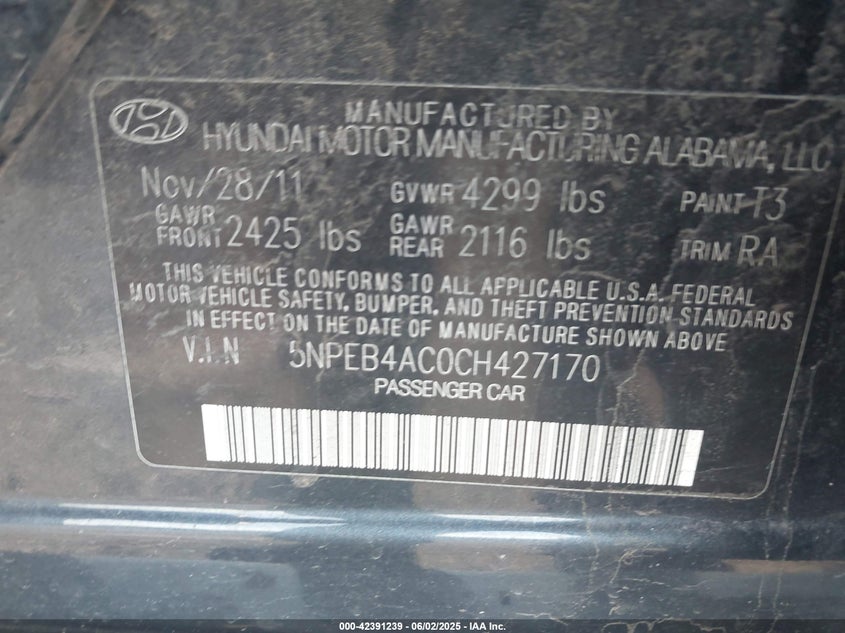 MANUFACTURED BY
HYUNDAI MOTOR MANUFACTURING ALABAMA, LLC
Nov/28/11 GVWR 4299 lbs PAINT T3
GAWR FRONT 2425 lbs GAWR REAR 2116 lbs TRIM RA
THIS VEHICLE CONFORMS TO ALL APPLICABLE U.S.A. FEDERAL
MOTOR VEHICLE SAFETY, BUMPER, AND THEFT PREVENTION STANDARDS
IN EFFECT ON THE DATE OF MANUFACTURE SHOWN ABOVE
V.I.N 5NPEB4AC0CH427170
PASSENGER CAR
000-42391239 - 06/02/2025 - IAA Inc.